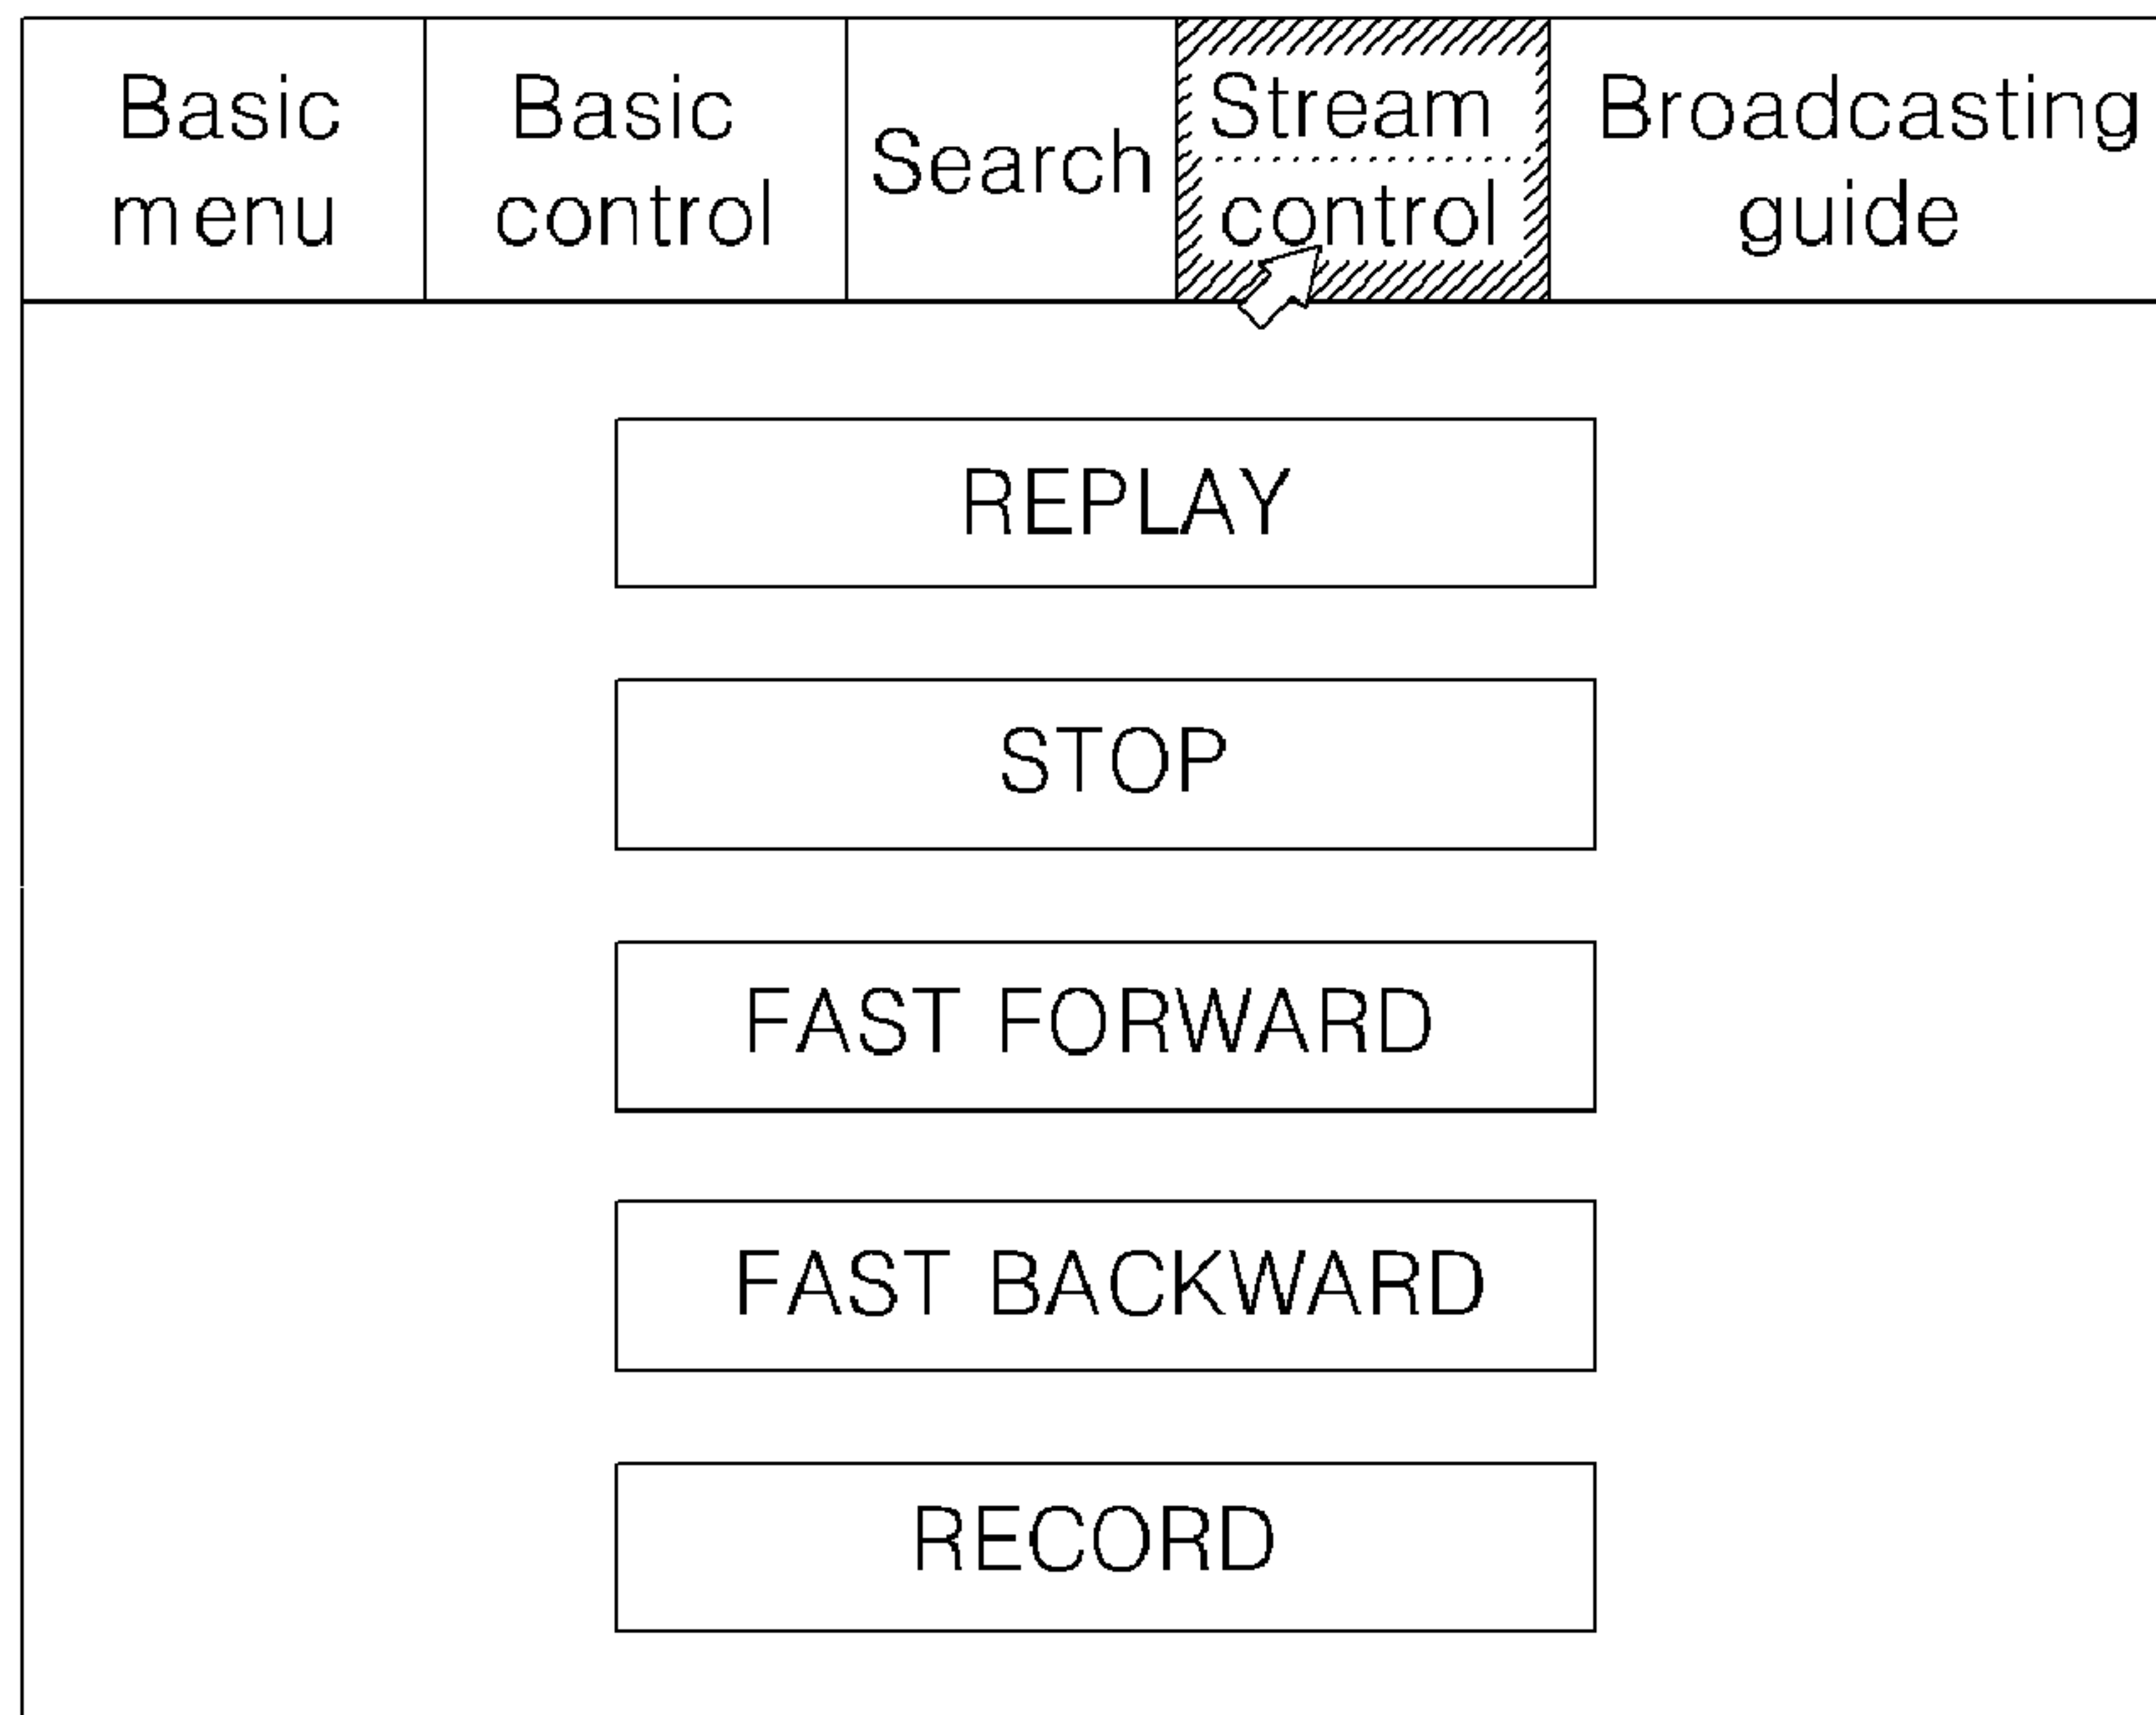 Basic
menu
Basic
control
Search
Stream
control
Broadcasting
guide
REPLAY
STOP
FAST FORWARD
FAST BACKWARD
RECORD